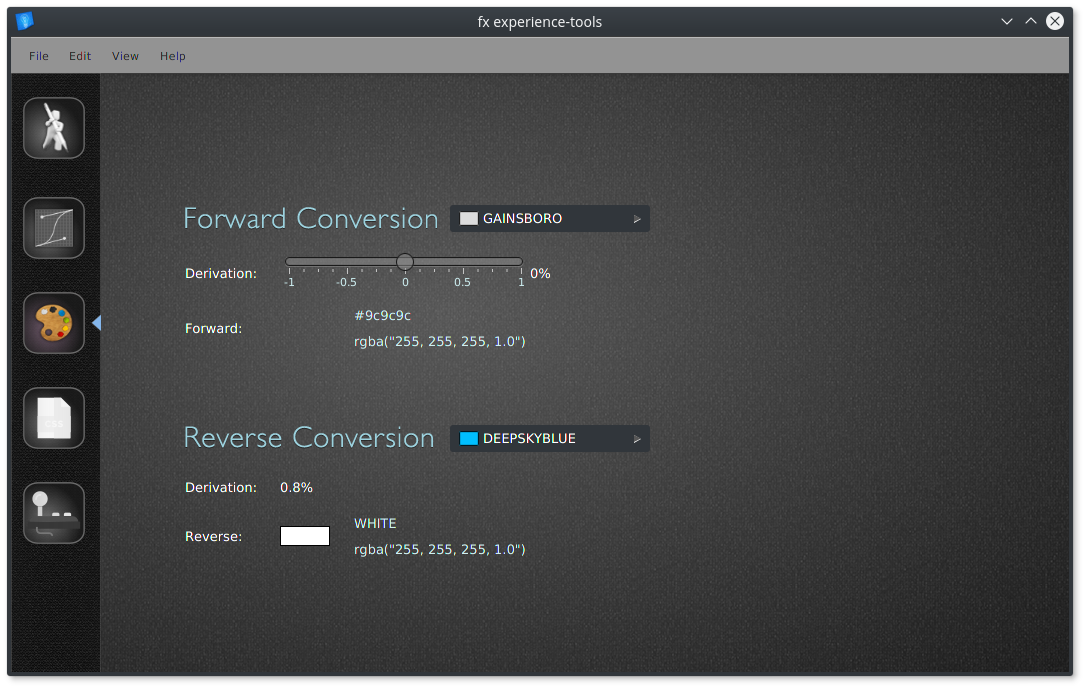 fx experience-tools
File Edit View Help
Forward Conversion GAINSBORO
Derivation: 0%
-1 -0.5 0 0.5 1
#9c9c9c
Forward:
rgba("255, 255, 255, 1.0")
Reverse Conversion DEEPSKYBLUE
Derivation: 0.8%
WHITE
Reverse:
rgba("255, 255, 255, 1.0")
CSS